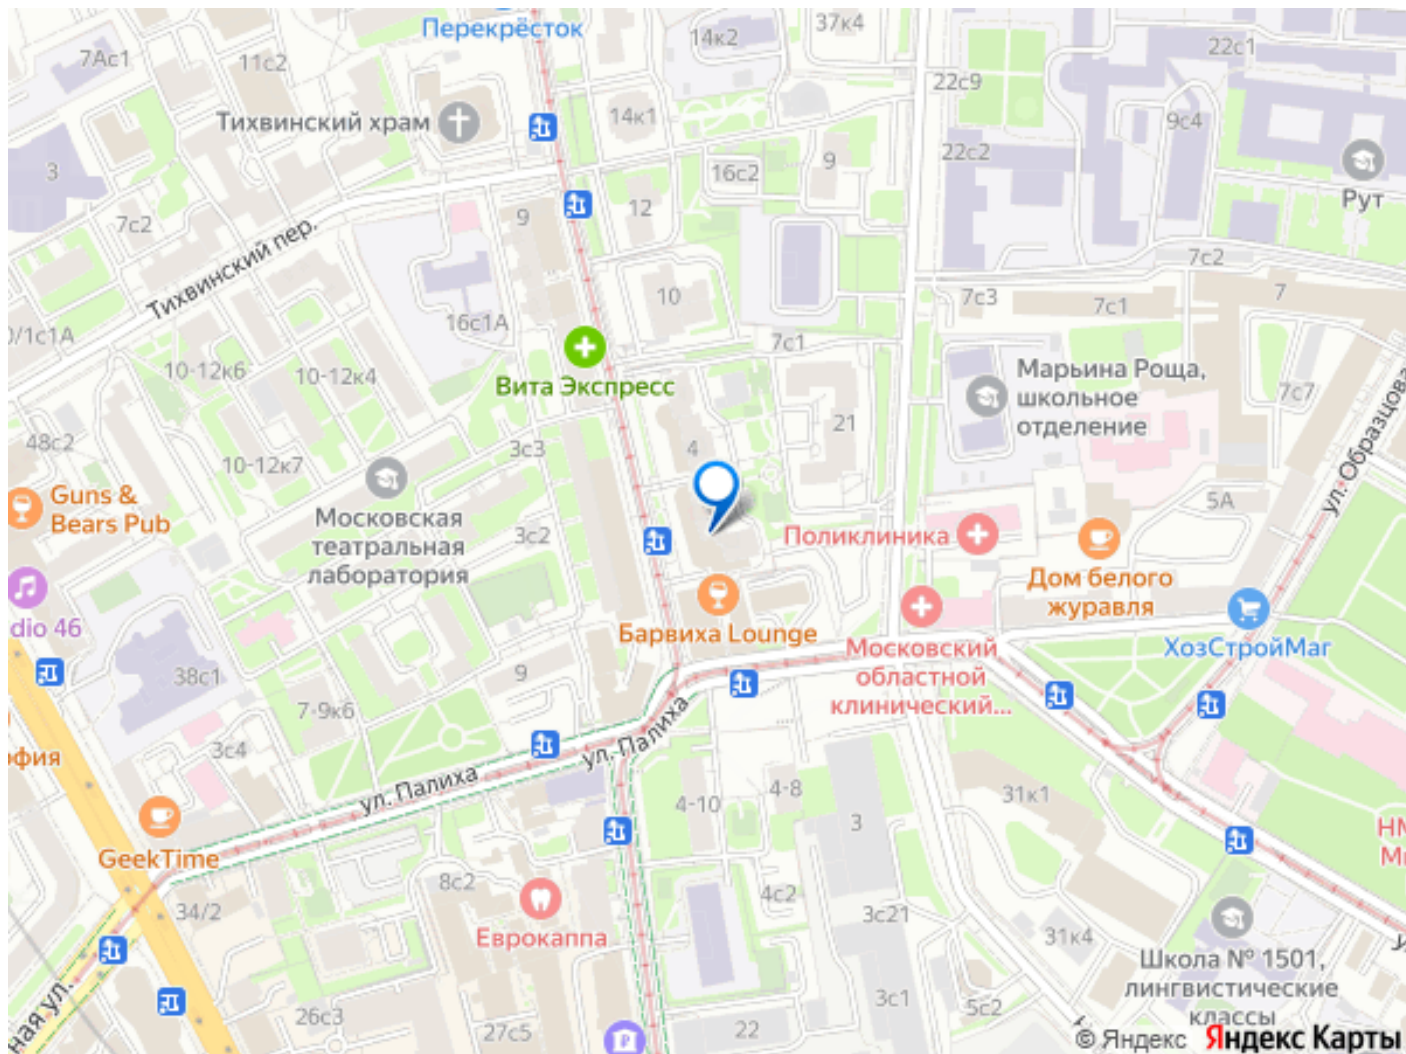 Перекрёсток
37к4
14к2
22с1
7Ас1
11с2
22с9
Тихвинский храм
14к1
9с4
22с2
3
9
16с2
Рут
7с2
9
12
Тихвинский пер.
7с2
10
7с3
7с1
7
16с1А
0/1с1А
7с1
10-12к6
10-12к4
Вита Экспресс
Марьина Роща,
школьное
отделение
7с7
21
48с2
3с3
4
10-12к7
ул. Образцова
Guns &
Bears Pub
5А
Московская
театральная
лаборатория
3с2
Поликлиника
Дом белого
журавля
dio 46
Барвиха Lounge
ХозСтройМаг
Московский
областной
клинический...
38с1
9
7-9к6
3с4
офия
ул. Палиха
ул. Палиха
4-10
4-8
31к1
3
НМ
GeekTime
8с2
4с2
34/2
3с21
Еврокаппа
31к4
Школа № 1501,
лингвистические
классы
ная ул.
26с3
27с5
22
3с1
5с2
© Яндекс Яндекс Карты